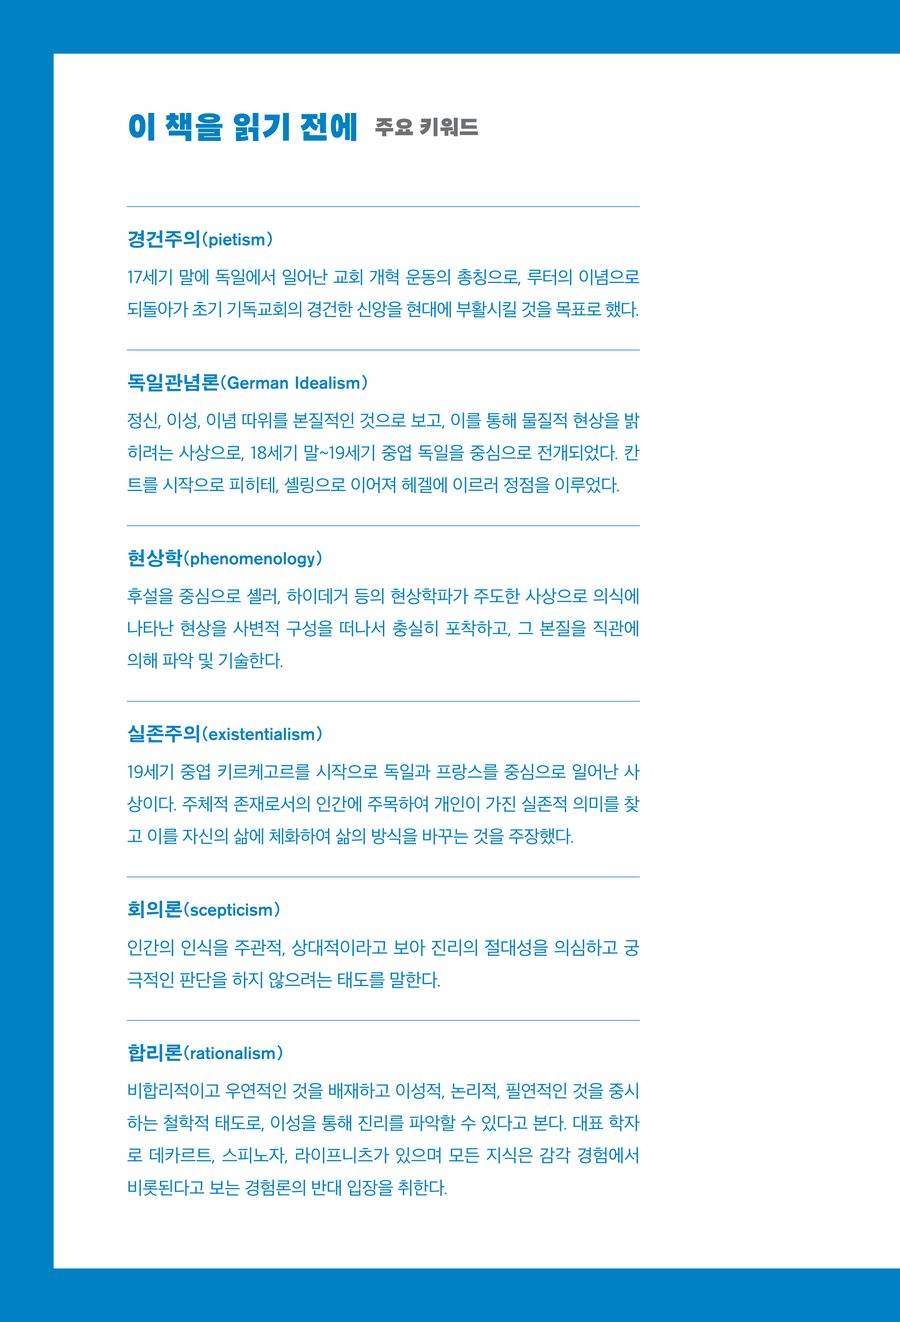 이 책을 읽기 전에 주요 키워드
경건주의(pietism)
17세기 말에 독일에서 일어난 교회 개혁 운동의 총칭으로, 루터의 이념으로
되돌아가 초기 기독교회의 경건한 신앙을 현대에 부활시킬 것을 목표로 했다.
독일관념론(German Idealism)
정신, 이성, 이념 따위를 본질적인 것으로 보고, 이를 통해 물질적 현상을 밝
히려는 사상으로, 18세기 말~19세기 중엽 독일을 중심으로 전개되었다. 칸
트를 시작으로 피히테, 셸링으로 이어져 헤겔에 이르러 정점을 이루었다.
현상학(phenomenology)
후설을 중심으로 셸러, 하이데거 등의 현상학파가 주도한 사상으로 의식에
나타난 현상을 사변적 구성을 떠나서 충실히 포착하고, 그 본질을 직관에
의해 파악 및 기술한다.
실존주의(existentialism)
19세기 중엽 키르케고르를 시작으로 독일과 프랑스를 중심으로 일어난 사
상이다. 주체적 존재로서의 인간에 주목하여 개인이 가진 실존적 의미를 찾
고 이를 자신의 삶에 체화하여 삶의 방식을 바꾸는 것을 주장했다.
회의론(scepticism)
인간의 인식을 주관적, 상대적이라고 보아 진리의 절대성을 의심하고 궁
극적인 판단을 하지 않으려는 태도를 말한다.
합리론(rationalism)
비합리적이고 우연적인 것을 배재하고 이성적, 논리적, 필연적인 것을 중시
하는 철학적 태도로, 이성을 통해 진리를 파악할 수 있다고 본다. 대표 학자
로 데카르트, 스피노자, 라이프니츠가 있으며 모든 지식은 감각 경험에서
비롯된다고 보는 경험론의 반대 입장을 취한다.